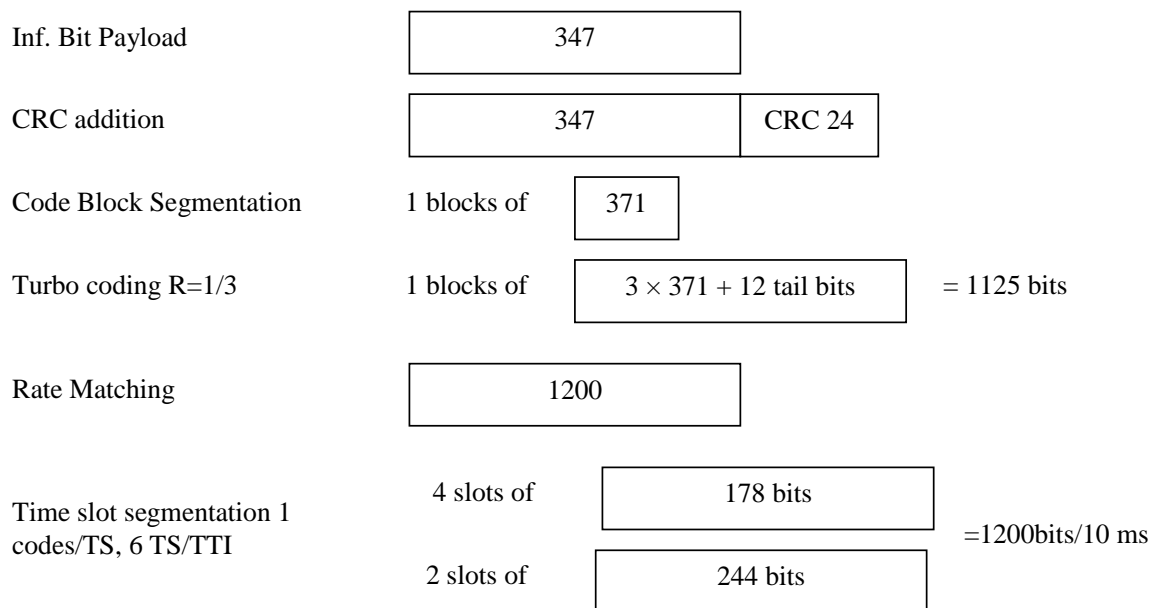 Inf. Bit Payload 347
CRC addition 347 CRC 24
Code Block Segmentation 1 blocks of 371
Turbo coding R=1/3 1 blocks of 3 × 371 + 12 tail bits = 1125 bits
Rate Matching 1200
4 slots of 178 bits
Time slot segmentation 1
codes/TS, 6 TS/TTI
=1200bits/10 ms
2 slots of 244 bits